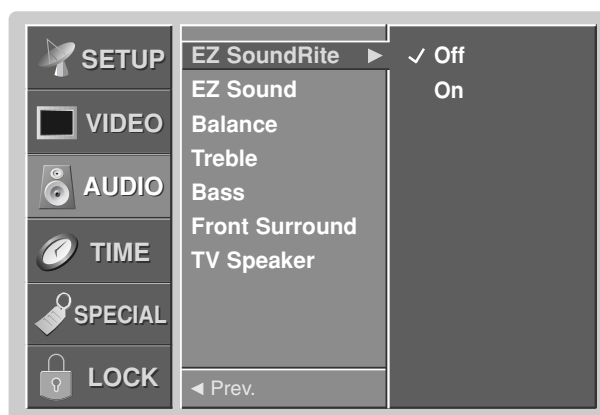 SETUP
VIDEO
AUDIO
TIME
SPECIAL
LOCK
EZ SoundRite ►
EZ Sound
Balance
Treble
Bass
Front Surround
TV Speaker
◄ Prev.
✓ Off
On